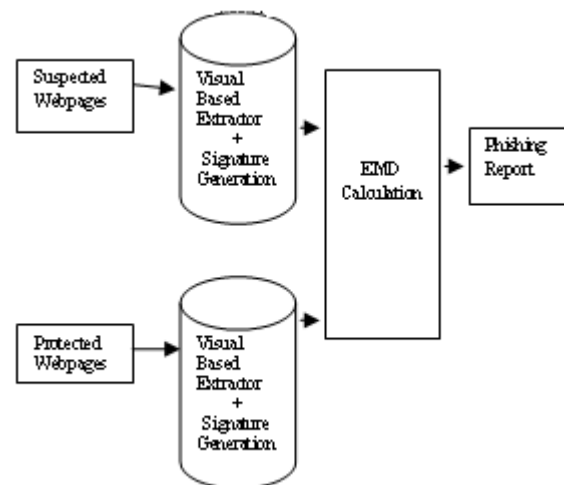 Suspected
Webpages
Visual
Based
Extractor
+
Signature
Generation
EMD
Calculation
Phishing
Report
Protected
Webpages
Visual
Based
Extractor
+
Signature
Generation